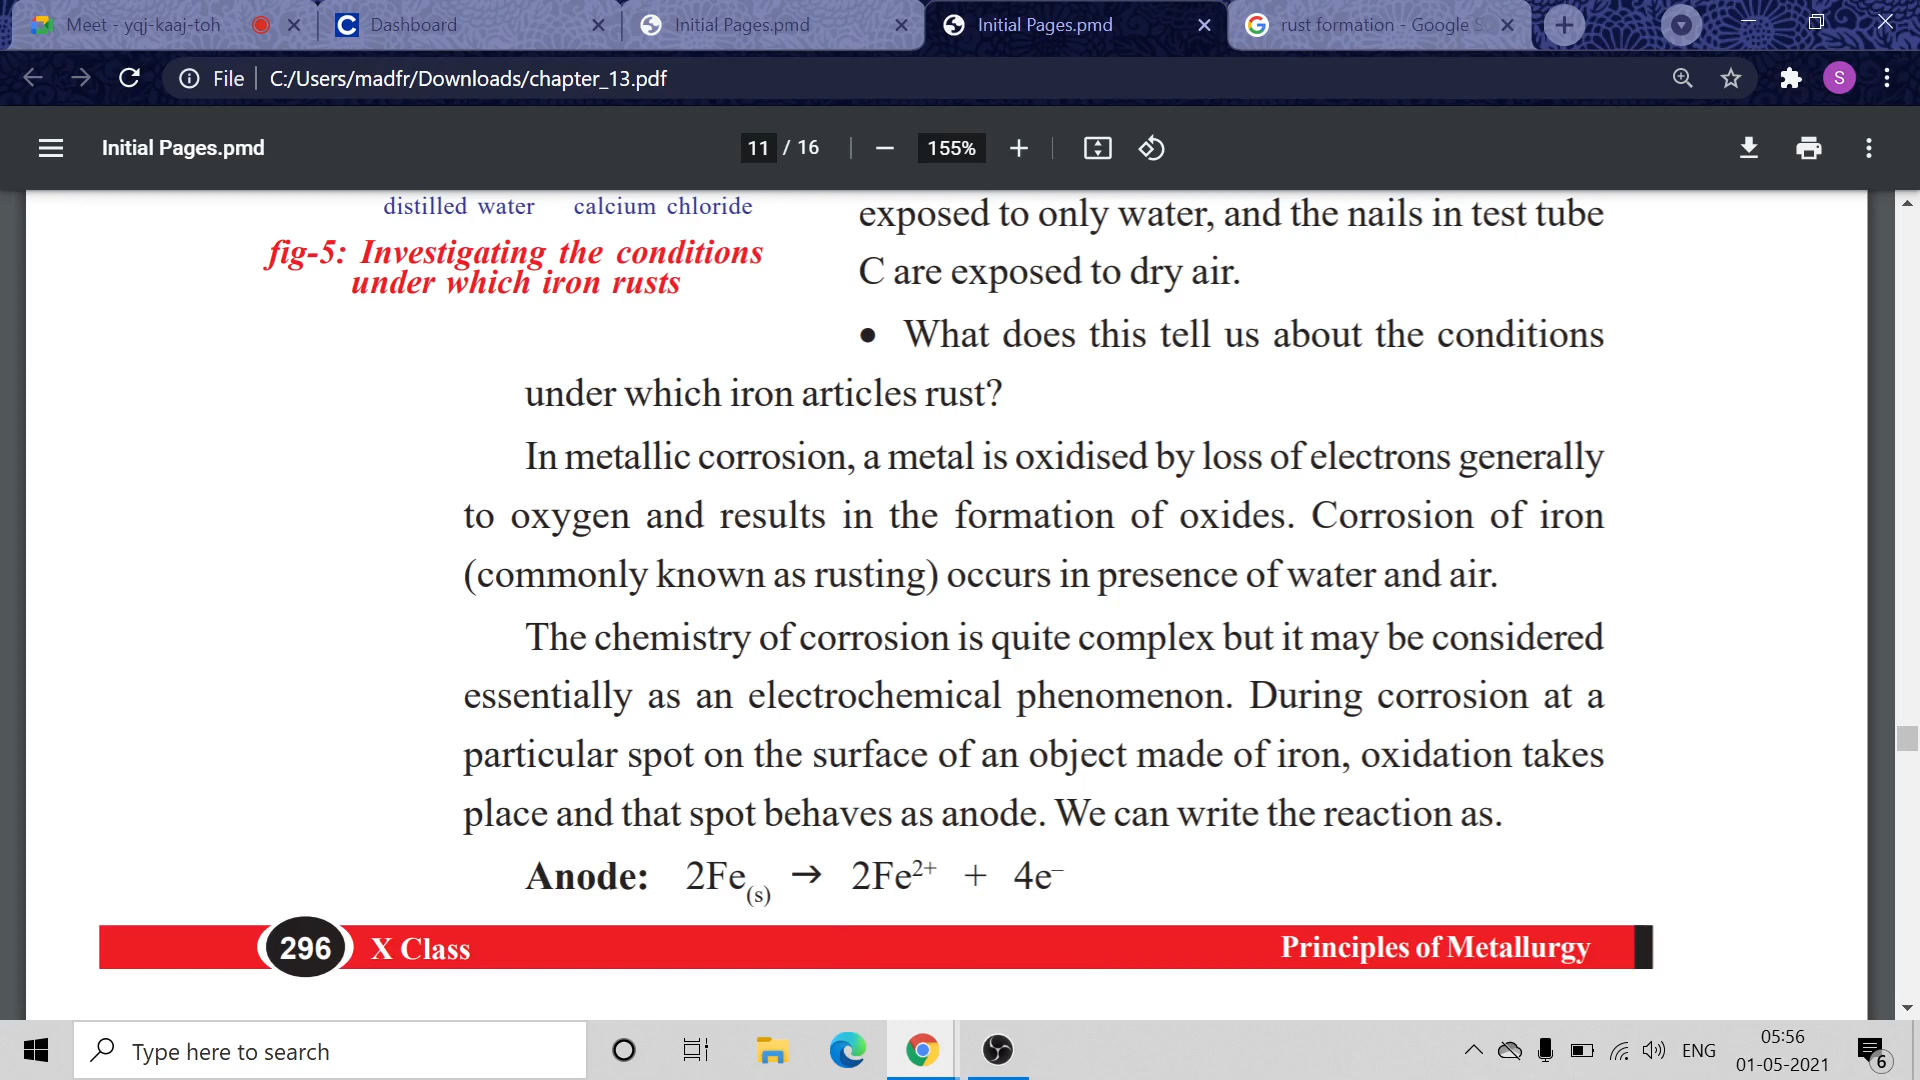 Meet - yqj-kaaj-toh
Dashboard
Initial Pages.pmd
Initial Pages.pmd
rust formation - Google S
File
C:/Users/madfr/Downloads/chapter_13.pdf
S
Initial Pages.pmd
11 / 16
155%
distilled water calcium chloride
fig-5: Investigating the conditions
under which iron rusts
exposed to only water, and the nails in test tube
C are exposed to dry air.
• What does this tell us about the conditions
under which iron articles rust?
In metallic corrosion, a metal is oxidised by loss of electrons generally
to oxygen and results in the formation of oxides. Corrosion of iron
(commonly known as rusting) occurs in presence of water and air.
The chemistry of corrosion is quite complex but it may be considered
essentially as an electrochemical phenomenon. During corrosion at a
particular spot on the surface of an object made of iron, oxidation takes
place and that spot behaves as anode. We can write the reaction as.
Anode: 2Fe(s) → 2Fe²⁺ + 4e⁻
296 X Class Principles of Metallurgy
Type here to search
ENG
05:56
01-05-2021
6